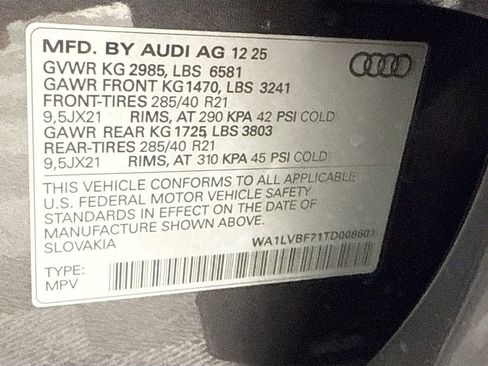 MFD. BY AUDI AG 12 25
GVWR KG 2985, LBS 6581
GAWR FRONT KG 1470, LBS 3241
FRONT-TIRES 285/40 R21
9,5JX21 RIMS, AT 290 KPA 42 PSI COLD
GAWR REAR KG 1725, LBS 3803
REAR-TIRES 285/40 R21
9,5JX21 RIMS, AT 310 KPA 45 PSI COLD
THIS VEHICLE CONFORMS TO ALL APPLICABLE
U.S. FEDERAL MOTOR VEHICLE SAFETY
STANDARDS IN EFFECT ON THE DATE OF
MANUFACTURE SHOWN ABOVE.
SLOVAKIA
TYPE:
MPV